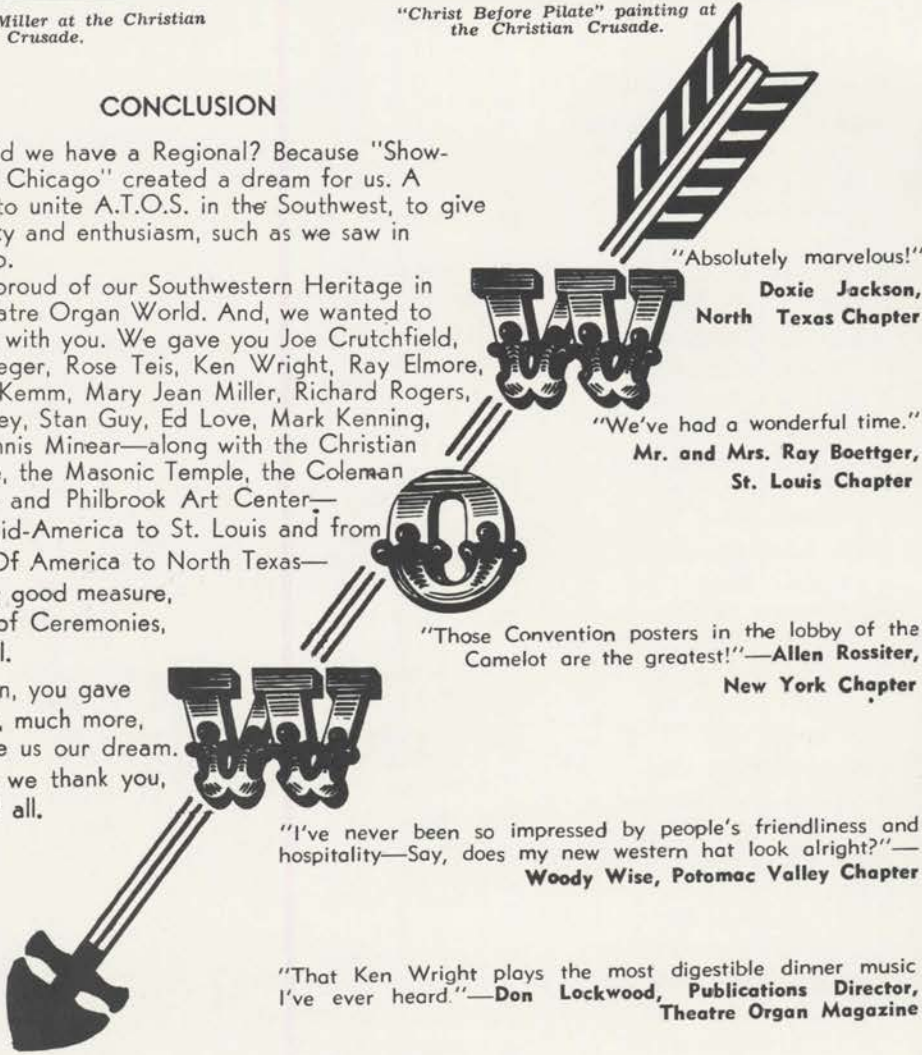 Miller at the Christian
Crusade.
"Christ Before Pilate" painting at
the Christian Crusade.
CONCLUSION
d we have a Regional? Because "Show-
Chicago" created a dream for us. A
to unite A.T.O.S. in the Southwest, to give
y and enthusiasm, such as we saw in
o.
proud of our Southwestern Heritage in
atre Organ World. And, we wanted to
with you. We gave you Joe Crutchfield,
eger, Rose Teis, Ken Wright, Ray Elmore,
Kemm, Mary Jean Miller, Richard Rogers,
ey, Stan Guy, Ed Love, Mark Kenning,
nnis Minear—along with the Christian
e, the Masonic Temple, the Coleman
and Philbrook Art Center—
id-America to St. Louis and from
Of America to North Texas—
good measure,
of Ceremonies,
l.
n, you gave
, much more,
e us our dream.
we thank you,
all.
W
O
W
"Absolutely marvelous!"
Doxie Jackson,
North Texas Chapter
"We've had a wonderful time."
Mr. and Mrs. Ray Boettger,
St. Louis Chapter
"Those Convention posters in the lobby of the
Camelot are the greatest!"—Allen Rossiter,
New York Chapter
"I've never been so impressed by people's friendliness and
hospitality—Say, does my new western hat look alright?"—
Woody Wise, Potomac Valley Chapter
"That Ken Wright plays the most digestible dinner music
I've ever heard."—Don Lockwood, Publications Director,
Theatre Organ Magazine